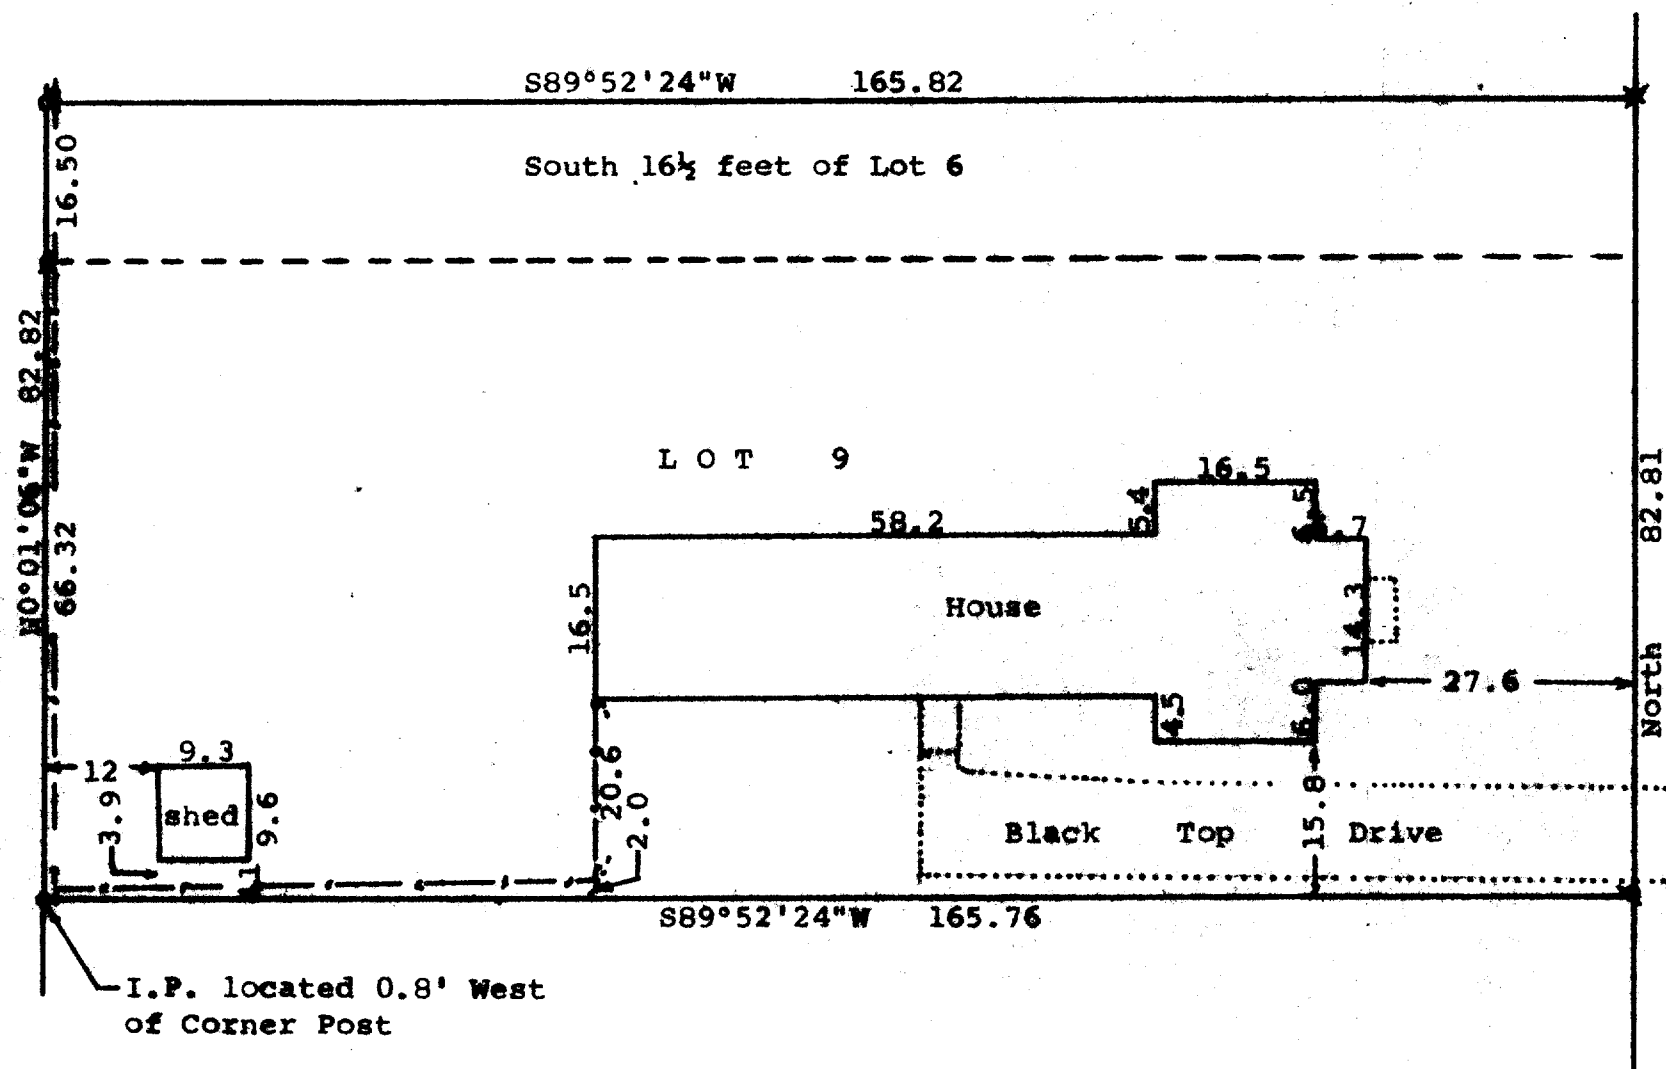 S89°52'24"W 165.82
16.50
South 16½ feet of Lot 6
N0°01'06"W 82.82
66.32
LOT 9
16.5
5.4
58.2
16.5
House
14.3
North 82.81
27.6
4.5
6.0
20.6
2.0
9.3
12
3.9
shed
9.6
1
15.8
Black Top Drive
S89°52'24"W 165.76
I.P. located 0.8' West
of Corner Post